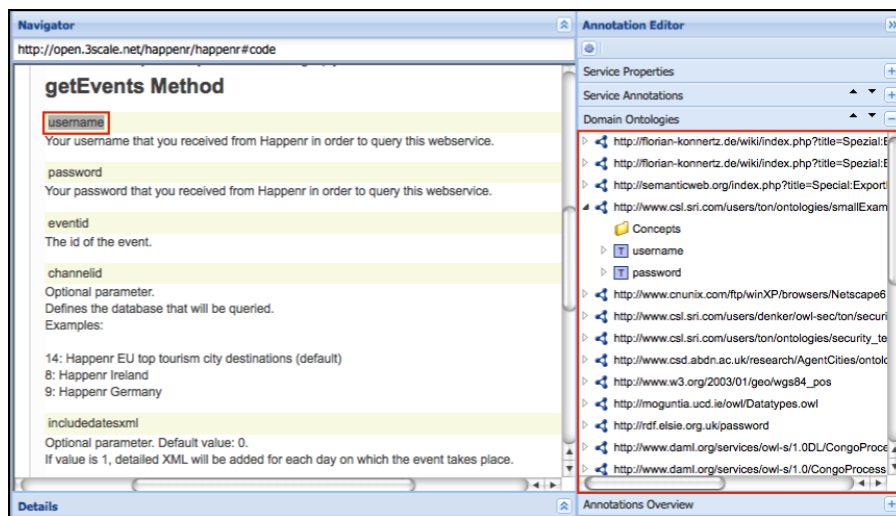 Navigator
http://open.3scale.net/happenr/happenr#code
getEvents Method
username
Your username that you received from Happenr in order to query this webservice.
password
Your password that you received from Happenr in order to query this webservice.
eventid
The id of the event.
channelid
Optional parameter.
Defines the database that will be queried.
Examples:
14: Happenr EU top tourism city destinations (default)
8: Happenr Ireland
9: Happenr Germany
includedatesxml
Optional parameter. Default value: 0.
If value is 1, detailed XML will be added for each day on which the event takes place.
Details
Annotation Editor
Service Properties
Service Annotations
Domain Ontologies
http://florian-konnertz.de/wiki/index.php?title=Spezial:E
http://florian-konnertz.de/wiki/index.php?title=Spezial:E
http://semanticweb.org/index.php?title=Special:Export
http://www.csl.sri.com/users/ton/ontologies/smallExam
Concepts
T username
T password
http://www.cnunix.com/ftp/winXP/browsers/Netscape6
http://www.csl.sri.com/users/denker/owl-sec/ton/securi
http://www.csl.sri.com/users/ton/ontologies/security_te
http://www.csd.abdn.ac.uk/research/AgentCities/ontolo
http://www.w3.org/2003/01/geo/wgs84_pos
http://moguntia.ucd.ie/owl/Datatypes.owl
http://rdf.elsie.org.uk/password
http://www.daml.org/services/owl-s/1.0DL/CongoProce
http://www.daml.org/services/owl-s/1.0/CongoProcess
Annotations Overview